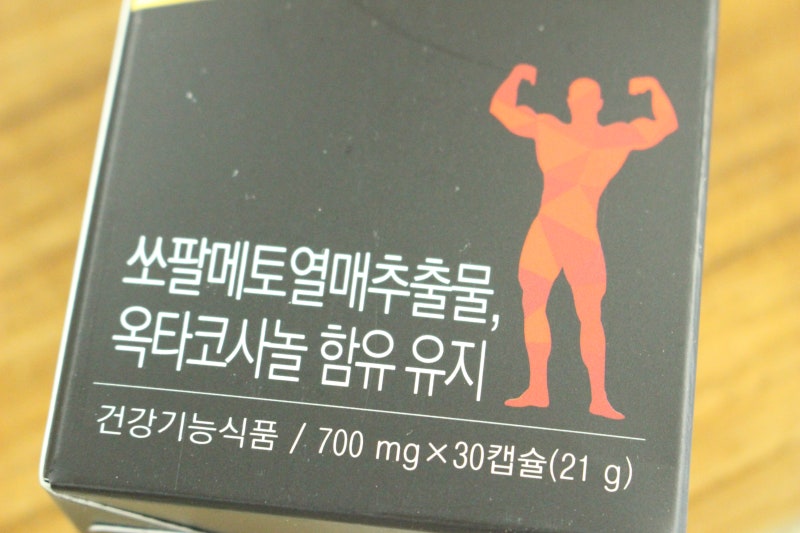 쏘팔메토열매추출물,
옥타코사놀 함유 유지
건강기능식품 / 700 mg×30캡슐(21 g)